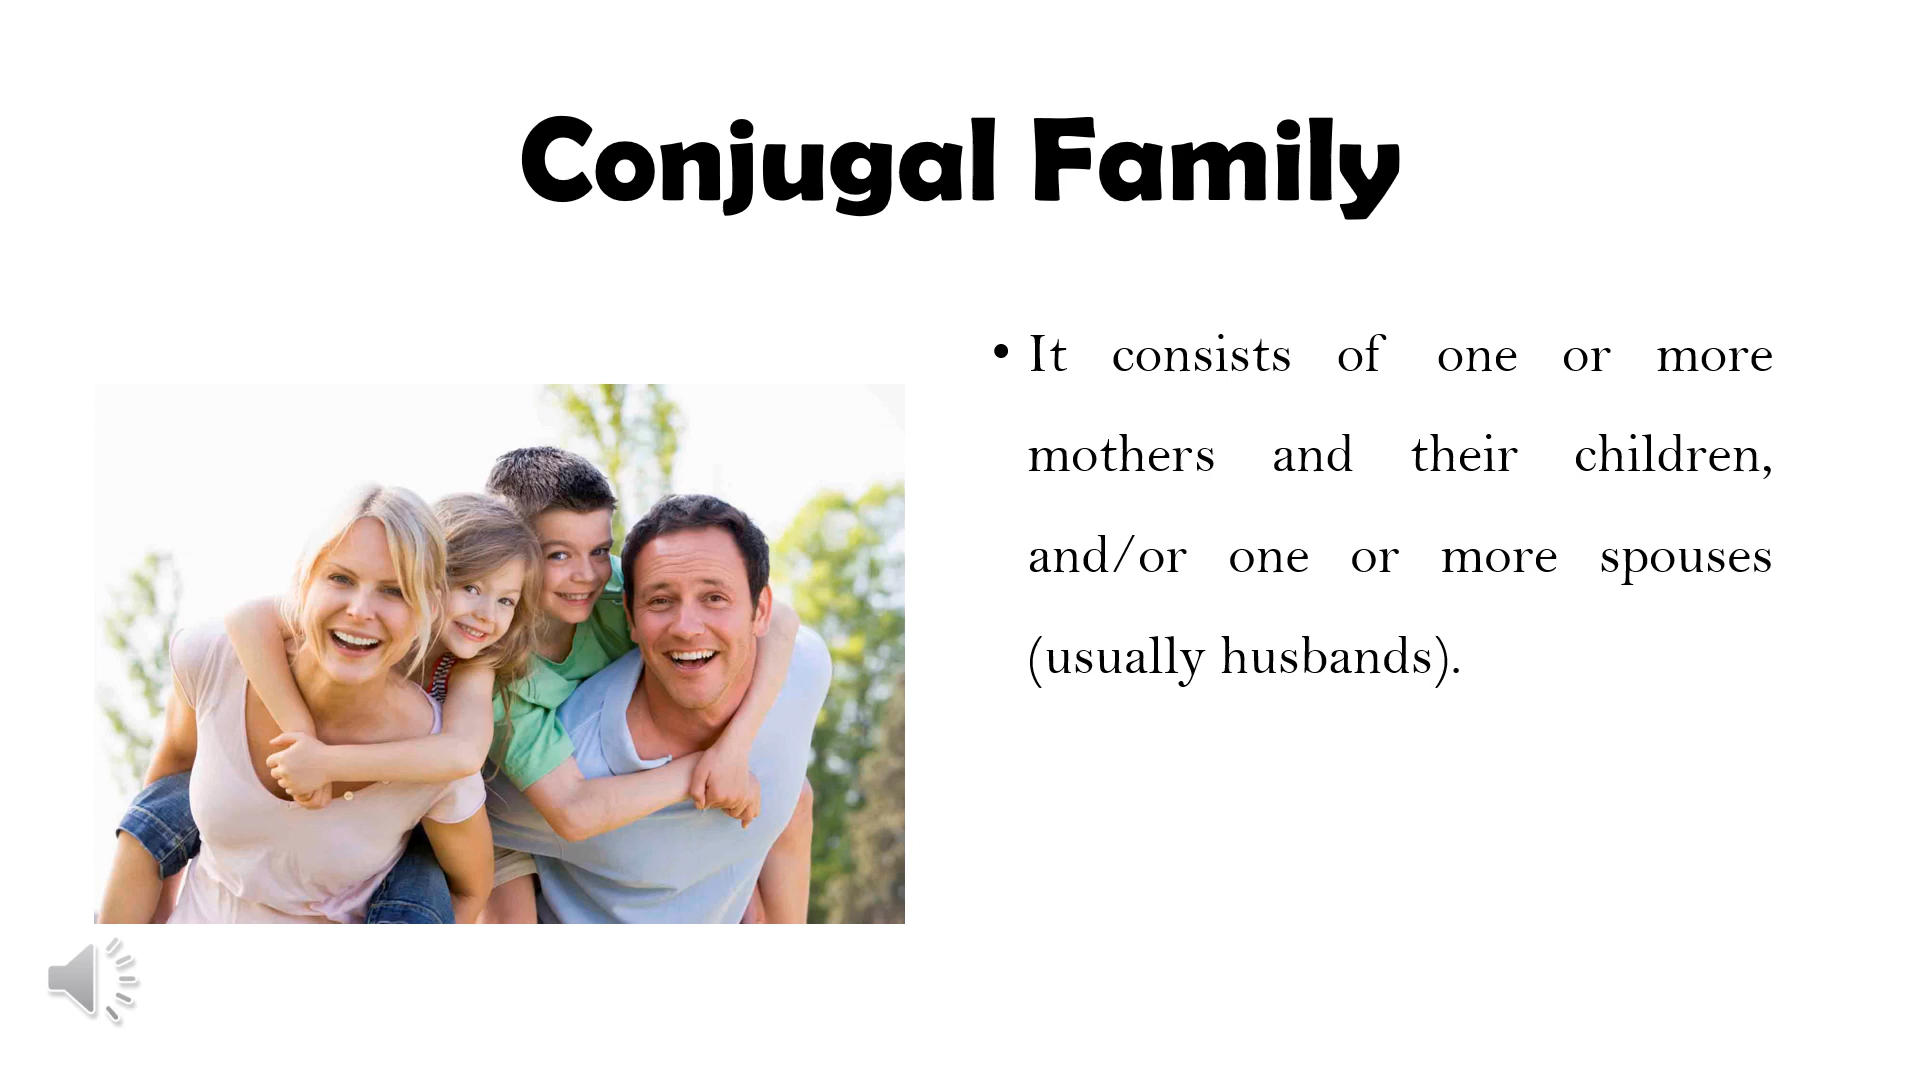 Conjugal Family
• It consists of one or more
mothers and their children,
and/or one or more spouses
(usually husbands).